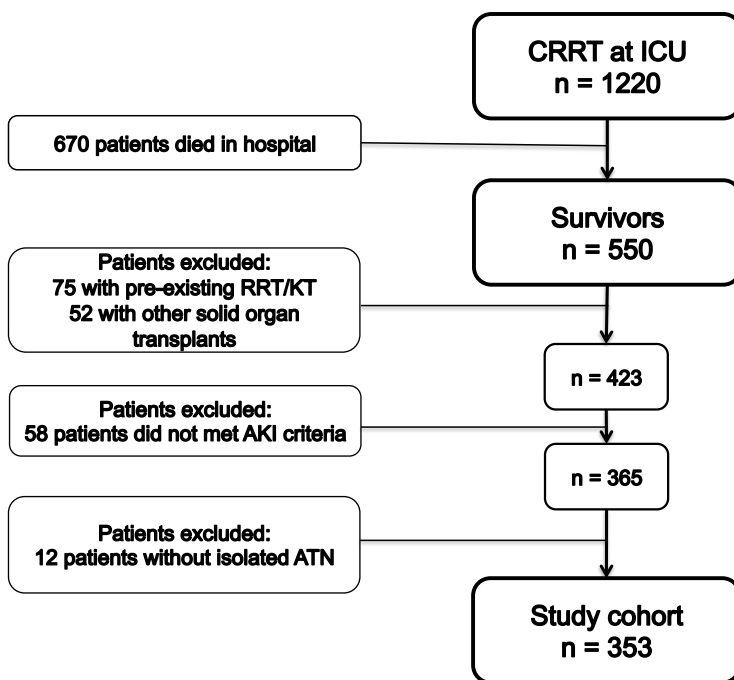 CRRT at ICU
n = 1220
670 patients died in hospital
Survivors
n = 550
Patients excluded:
75 with pre-existing RRT/KT
52 with other solid organ
transplants
n = 423
Patients excluded:
58 patients did not met AKI criteria
n = 365
Patients excluded:
12 patients without isolated ATN
Study cohort
n = 353